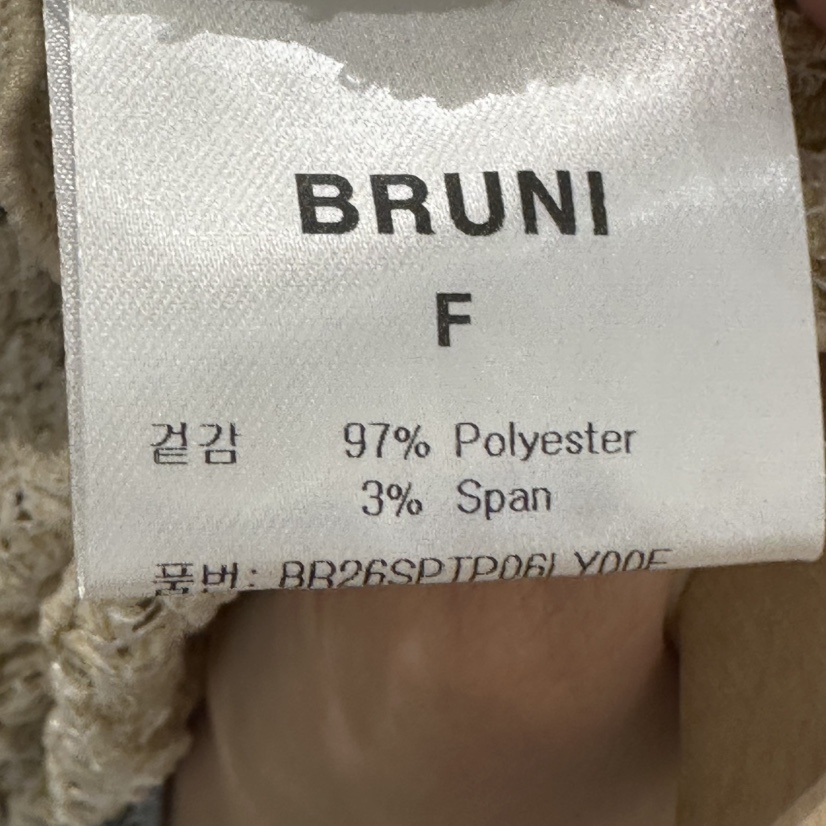 BRUNI
F
겉감 97% Polyester
3% Span
품번: BR26SPTP06LY00F